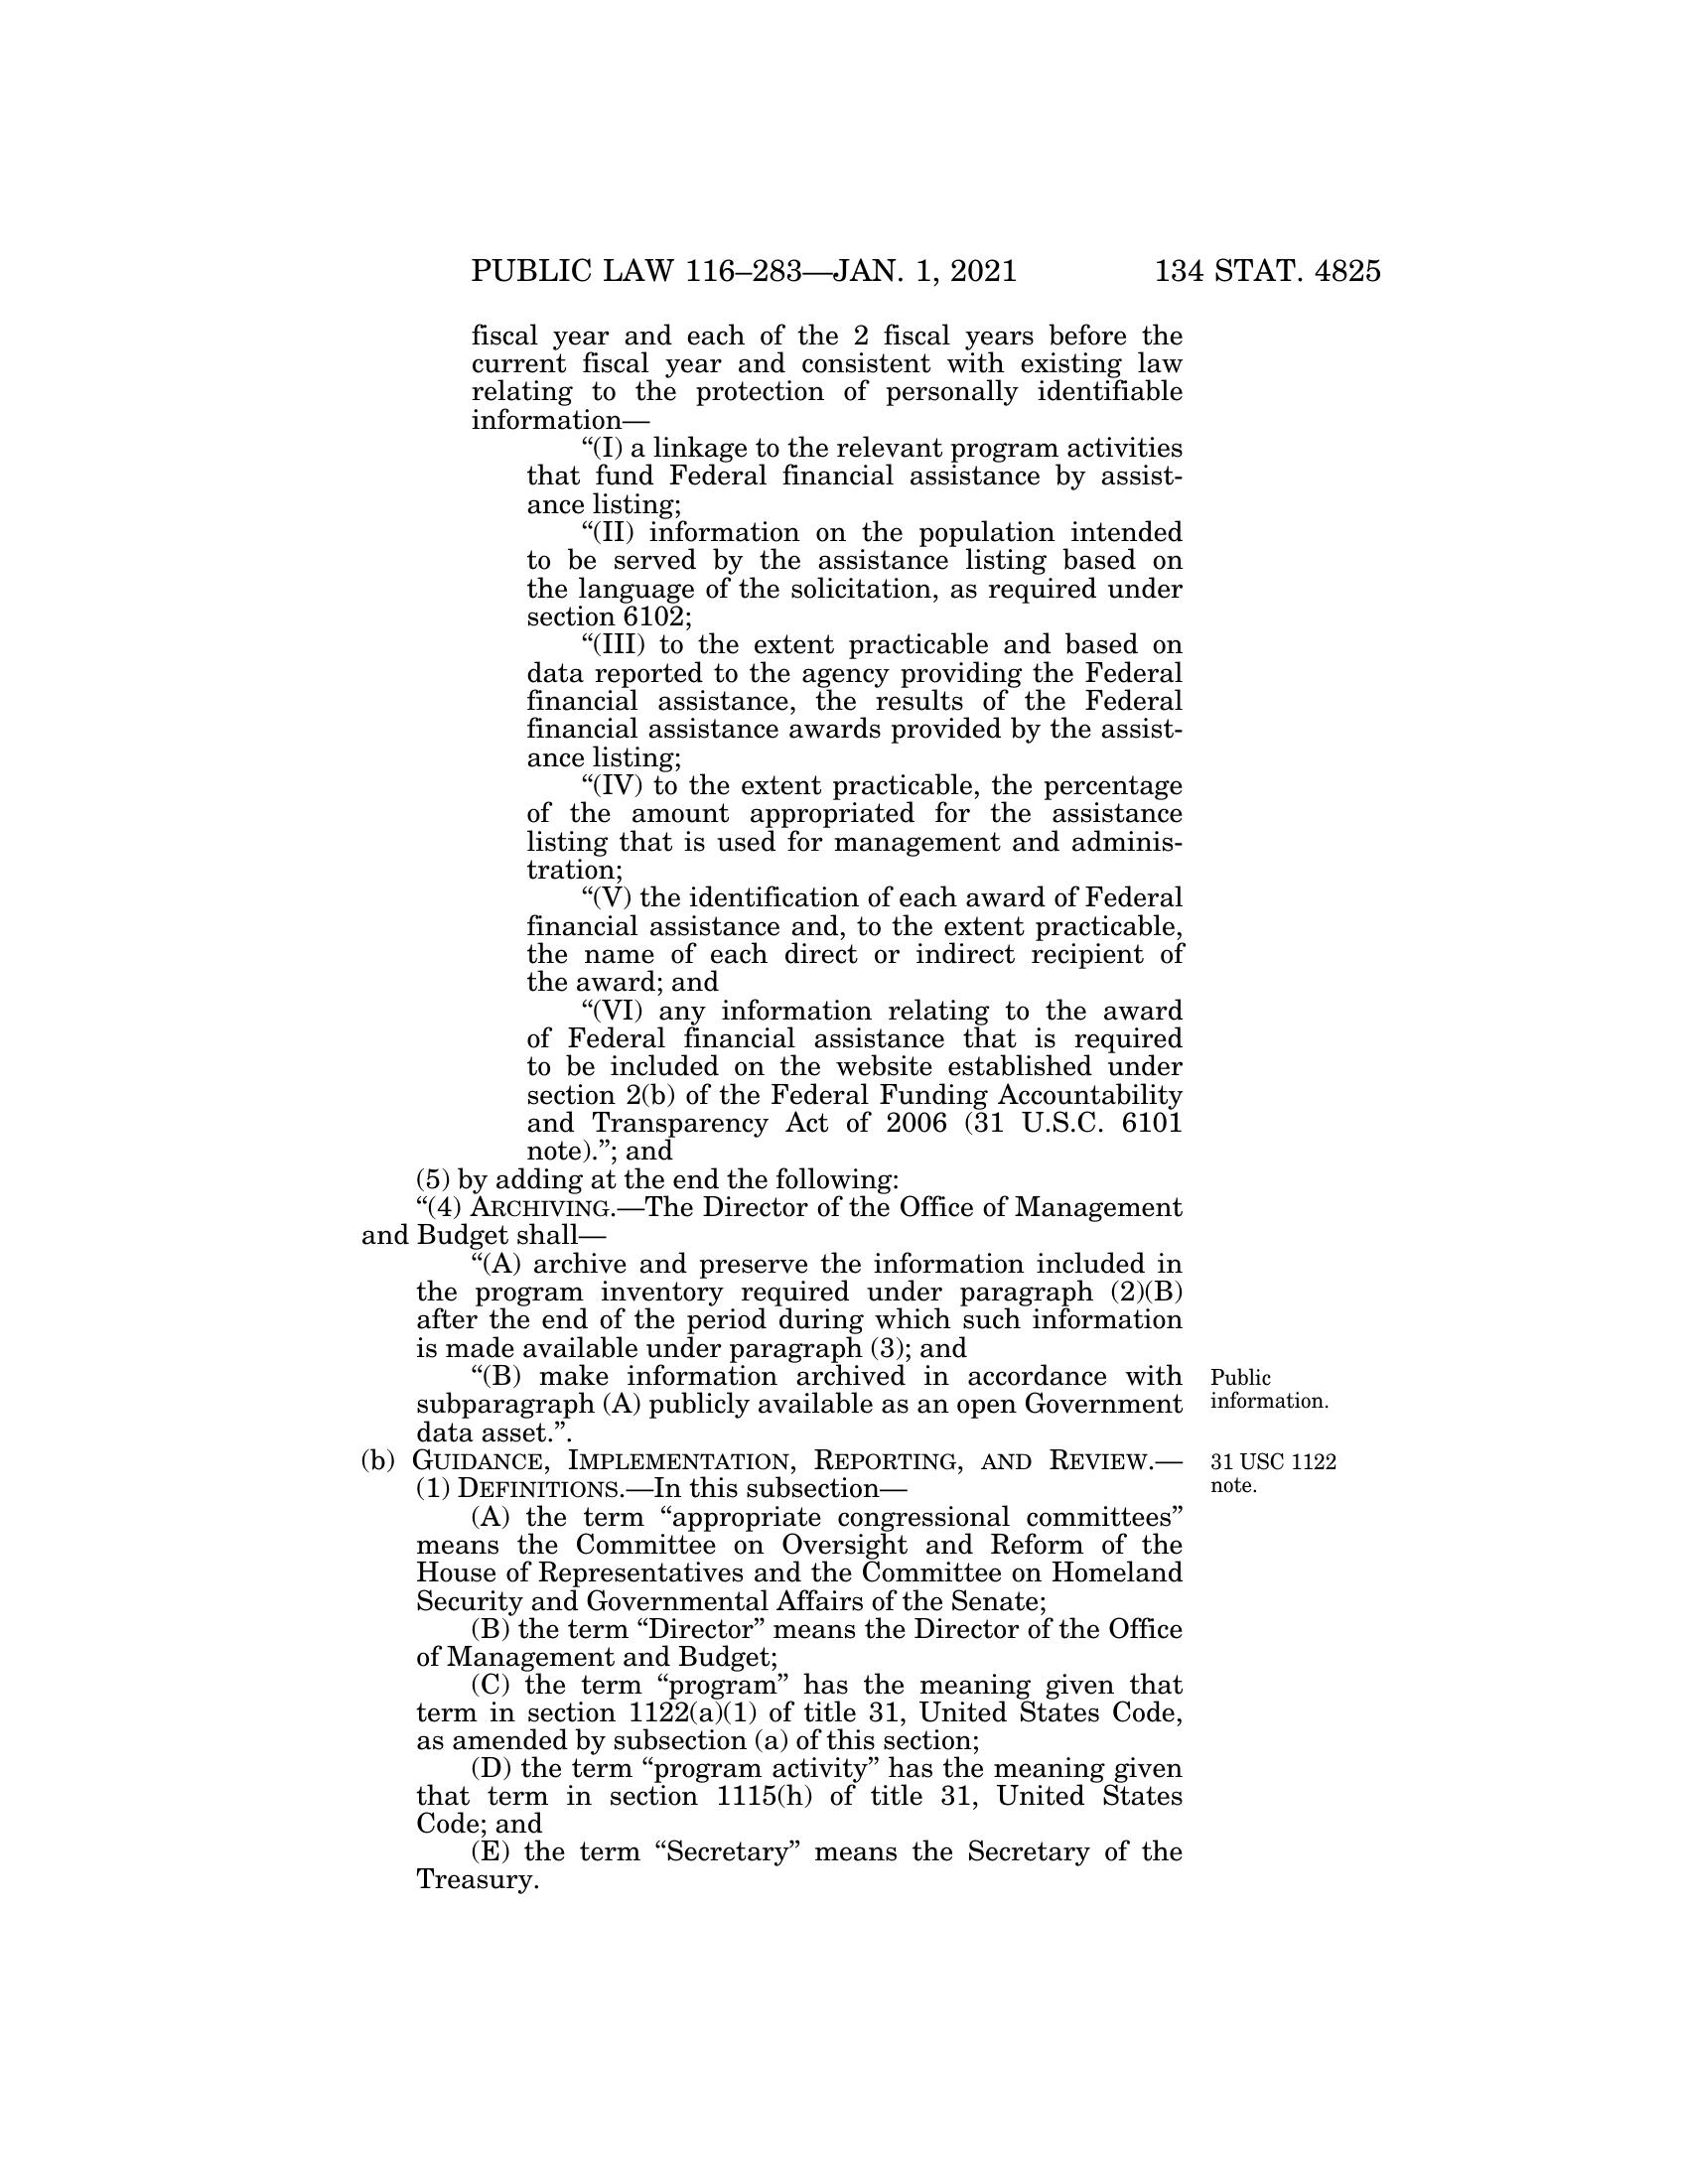 PUBLIC LAW 116–283—JAN. 1, 2021 134 STAT. 4825
fiscal year and each of the 2 fiscal years before the
current fiscal year and consistent with existing law
relating to the protection of personally identifiable
information—
“(I) a linkage to the relevant program activities
that fund Federal financial assistance by assist-
ance listing;
“(II) information on the population intended
to be served by the assistance listing based on
the language of the solicitation, as required under
section 6102;
“(III) to the extent practicable and based on
data reported to the agency providing the Federal
financial assistance, the results of the Federal
financial assistance awards provided by the assist-
ance listing;
“(IV) to the extent practicable, the percentage
of the amount appropriated for the assistance
listing that is used for management and adminis-
tration;
“(V) the identification of each award of Federal
financial assistance and, to the extent practicable,
the name of each direct or indirect recipient of
the award; and
“(VI) any information relating to the award
of Federal financial assistance that is required
to be included on the website established under
section 2(b) of the Federal Funding Accountability
and Transparency Act of 2006 (31 U.S.C. 6101
note).”; and
(5) by adding at the end the following:
“(4) ARCHIVING.—The Director of the Office of Management
and Budget shall—
“(A) archive and preserve the information included in
the program inventory required under paragraph (2)(B)
after the end of the period during which such information
is made available under paragraph (3); and
“(B) make information archived in accordance with
subparagraph (A) publicly available as an open Government
data asset.”.
Public
information.
(b) GUIDANCE, IMPLEMENTATION, REPORTING, AND REVIEW.—
(1) DEFINITIONS.—In this subsection—
31 USC 1122
note.
(A) the term “appropriate congressional committees”
means the Committee on Oversight and Reform of the
House of Representatives and the Committee on Homeland
Security and Governmental Affairs of the Senate;
(B) the term “Director” means the Director of the Office
of Management and Budget;
(C) the term “program” has the meaning given that
term in section 1122(a)(1) of title 31, United States Code,
as amended by subsection (a) of this section;
(D) the term “program activity” has the meaning given
that term in section 1115(h) of title 31, United States
Code; and
(E) the term “Secretary” means the Secretary of the
Treasury.